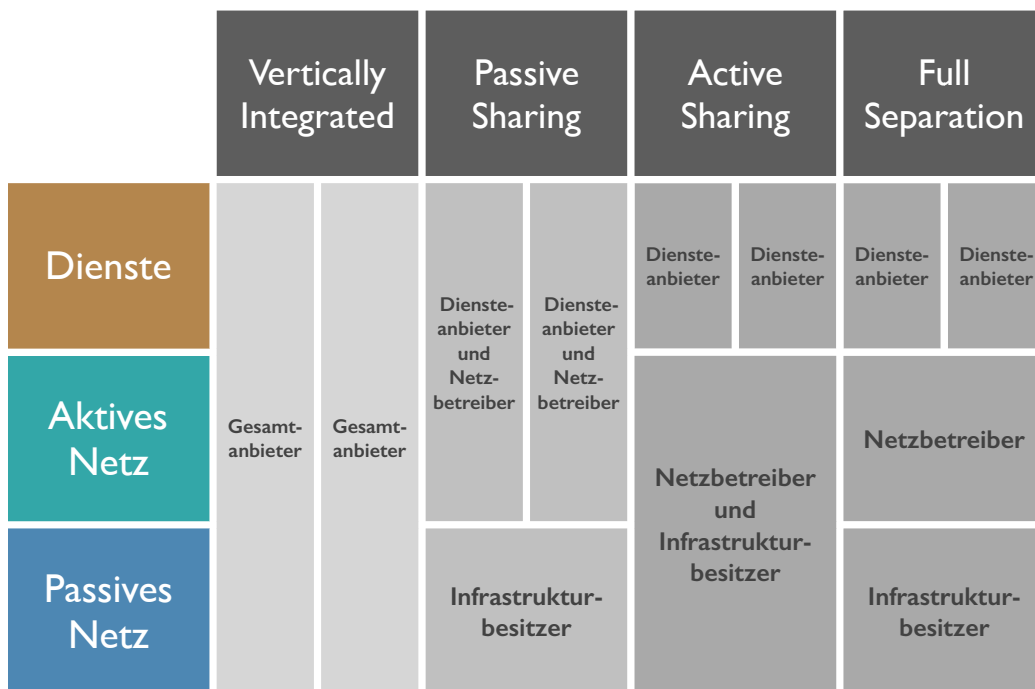 Vertically
Integrated
Passive
Sharing
Active
Sharing
Full
Separation
Dienste
Dienste-
anbieter
und
Netz-
betreiber
Dienste-
anbieter
und
Netz-
betreiber
Dienste-
anbieter
Dienste-
anbieter
Dienste-
anbieter
Dienste-
anbieter
Aktives
Netz
Gesamt-
anbieter
Gesamt-
anbieter
Netzbetreiber
und
Infrastruktur-
besitzer
Netzbetreiber
Passives
Netz
Infrastruktur-
besitzer
Infrastruktur-
besitzer